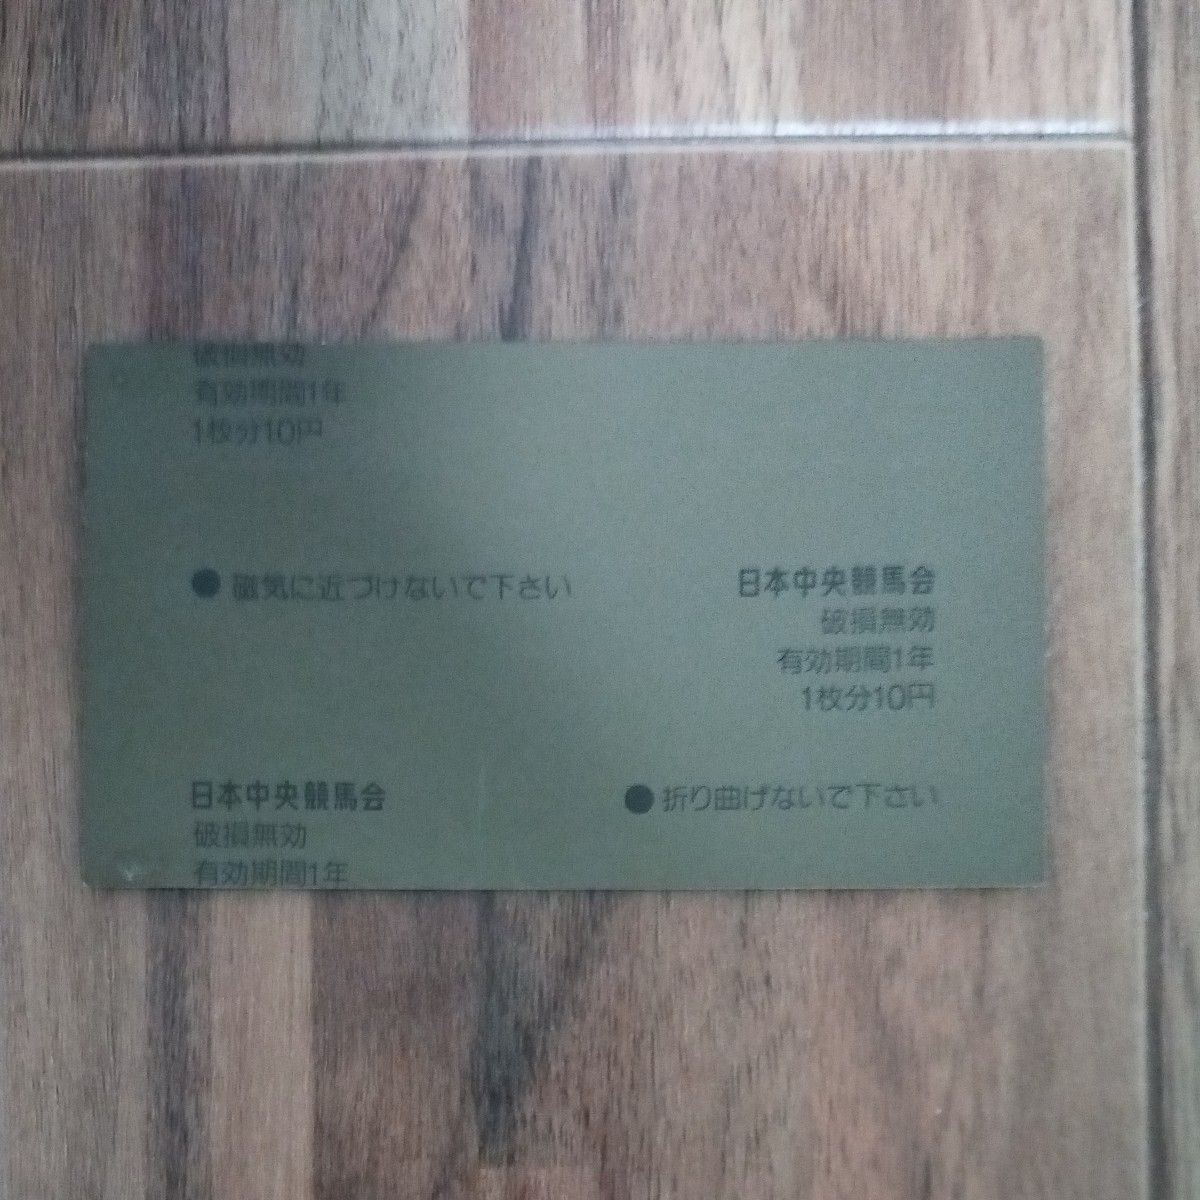 破損無効
有効期間1年
1枚分10円
●磁気に近づけないで下さい
日本中央競馬会
破損無効
有効期間1年
1枚分10円
日本中央競馬会
破損無効
有効期間1年
●折り曲げないで下さい